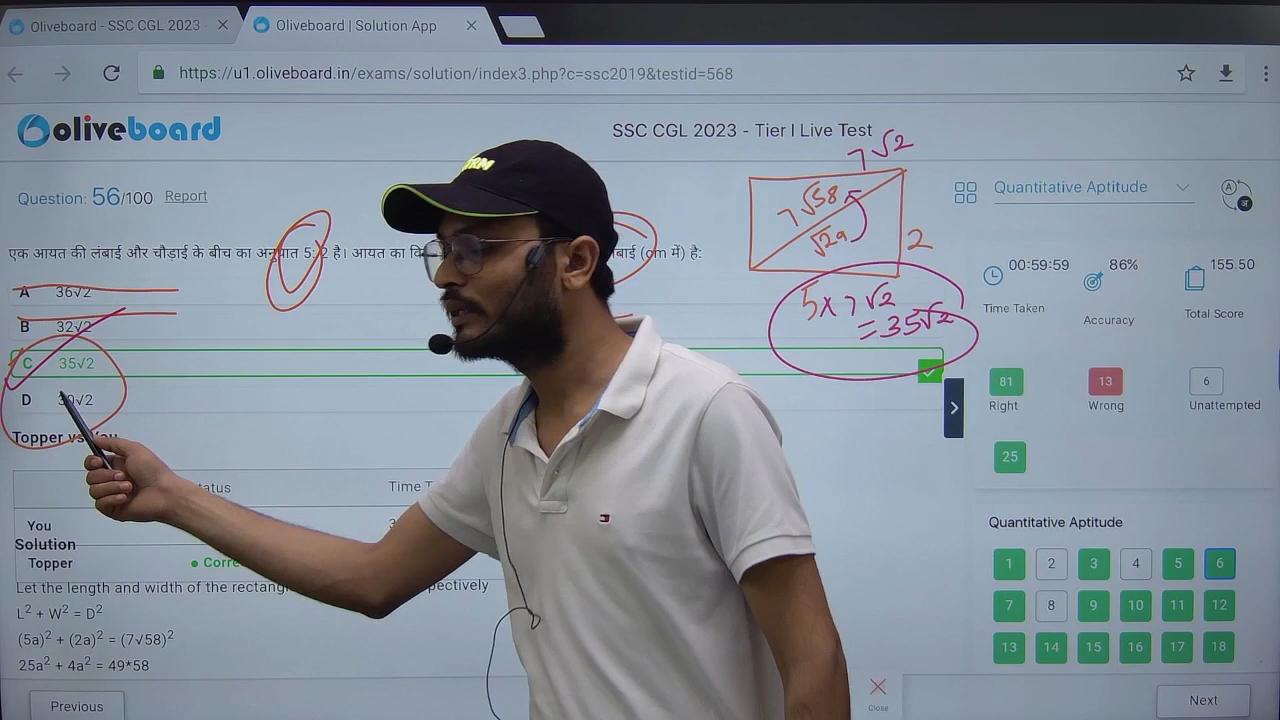 Oliveboard - SSC CGL 2023
Oliveboard | Solution App
https://u1.oliveboard.in/exams/solution/index3.php?c=ssc2019&testid=568
oliveboard
SSC CGL 2023 - Tier I Live Test
Question: 56/100 Report
एक आयत की लंबाई और चौड़ाई के बीच का अनुपात 5:2 है। आयत का (cm में) है:
A 36√2
B 32√2
C 35√2
D 30√2
Topper vs You
Time
You
Solution
Topper
Let the length and width of the
L² + W² = D²
(5a)² + (2a)² = (7√58)²
25a² + 4a² = 49*58
Previous
7√2
7√58
√29
2
5 x 7√2
= 35√2
Quantitative Aptitude
A
अ
00:59:59
Time Taken
86%
Accuracy
155.50
Total Score
81
Right
13
Wrong
6
Unattempted
25
Quantitative Aptitude
1 2 3 4 5 6
7 8 9 10 11 12
13 14 15 16 17 18
Close
Next